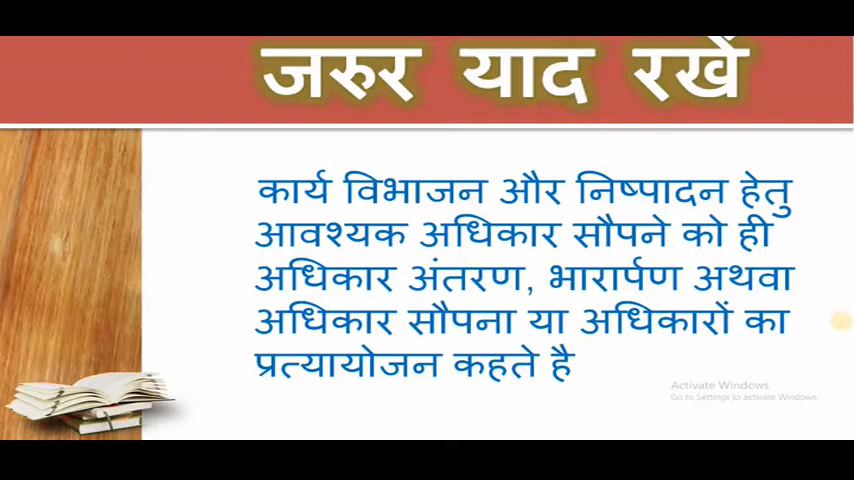 जरुर याद रखें
कार्य विभाजन और निष्पादन हेतु
आवश्यक अधिकार सौपने को ही
अधिकार अंतरण, भारार्पण अथवा
अधिकार सौपना या अधिकारों का
प्रत्यायोजन कहते है
Activate Windows
Go to Settings to activate Windows.